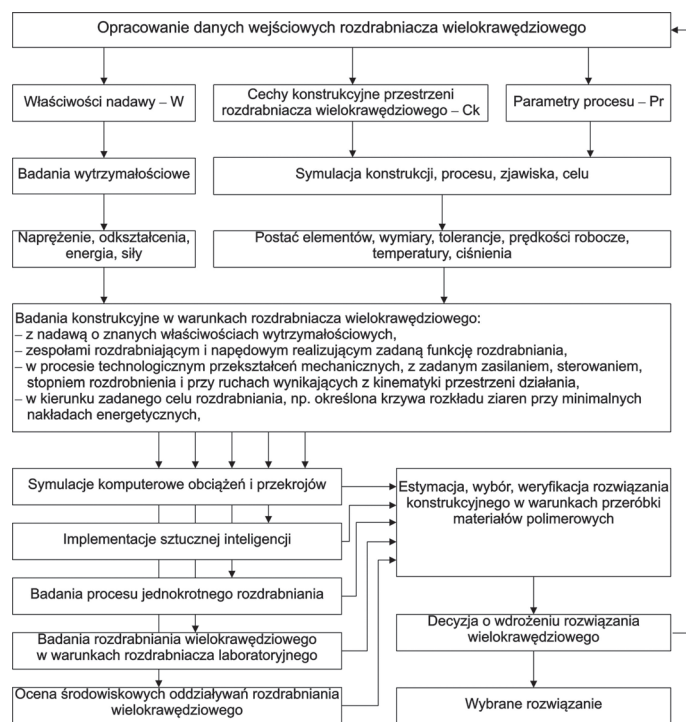 Opracowanie danych wejściowych rozdrabniacza wielokrawędziowego
Właściwości nadawy – W
Cechy konstrukcyjne przestrzeni
rozdrabniacza wielokrawędziowego – Ck
Parametry procesu – Pr
Badania wytrzymałościowe
Symulacja konstrukcji, procesu, zjawiska, celu
Naprężenie, odkształcenia,
energia, siły
Postać elementów, wymiary, tolerancje, prędkości robocze,
temperatury, ciśnienia
Badania konstrukcyjne w warunkach rozdrabniacza wielokrawędziowego:
– z nadawą o znanych właściwościach wytrzymałościowych,
– zespołami rozdrabniającym i napędowym realizującym zadaną funkcję rozdrabniania,
– w procesie technologicznym przekształceń mechanicznych, z zadanym zasilaniem, sterowaniem,
stopniem rozdrobnienia i przy ruchach wynikających z kinematyki przestrzeni działania,
– w kierunku zadanego celu rozdrabniania, np. określona krzywa rozkładu ziaren przy minimalnych
nakładach energetycznych,
Symulacje komputerowe obciążeń i przekrojów
Implementacje sztucznej inteligencji
Badania procesu jednokrotnego rozdrabniania
Badania rozdrabniania wielokrawędziowego
w warunkach rozdrabniacza laboratoryjnego
Ocena środowiskowych oddziaływań rozdrabniania
wielokrawędziowego
Estymacja, wybór, weryfikacja rozwiązania
konstrukcyjnego w warunkach przeróbki
materiałów polimerowych
Decyzja o wdrożeniu rozwiązania
wielokrawędziowego
Wybrane rozwiązanie